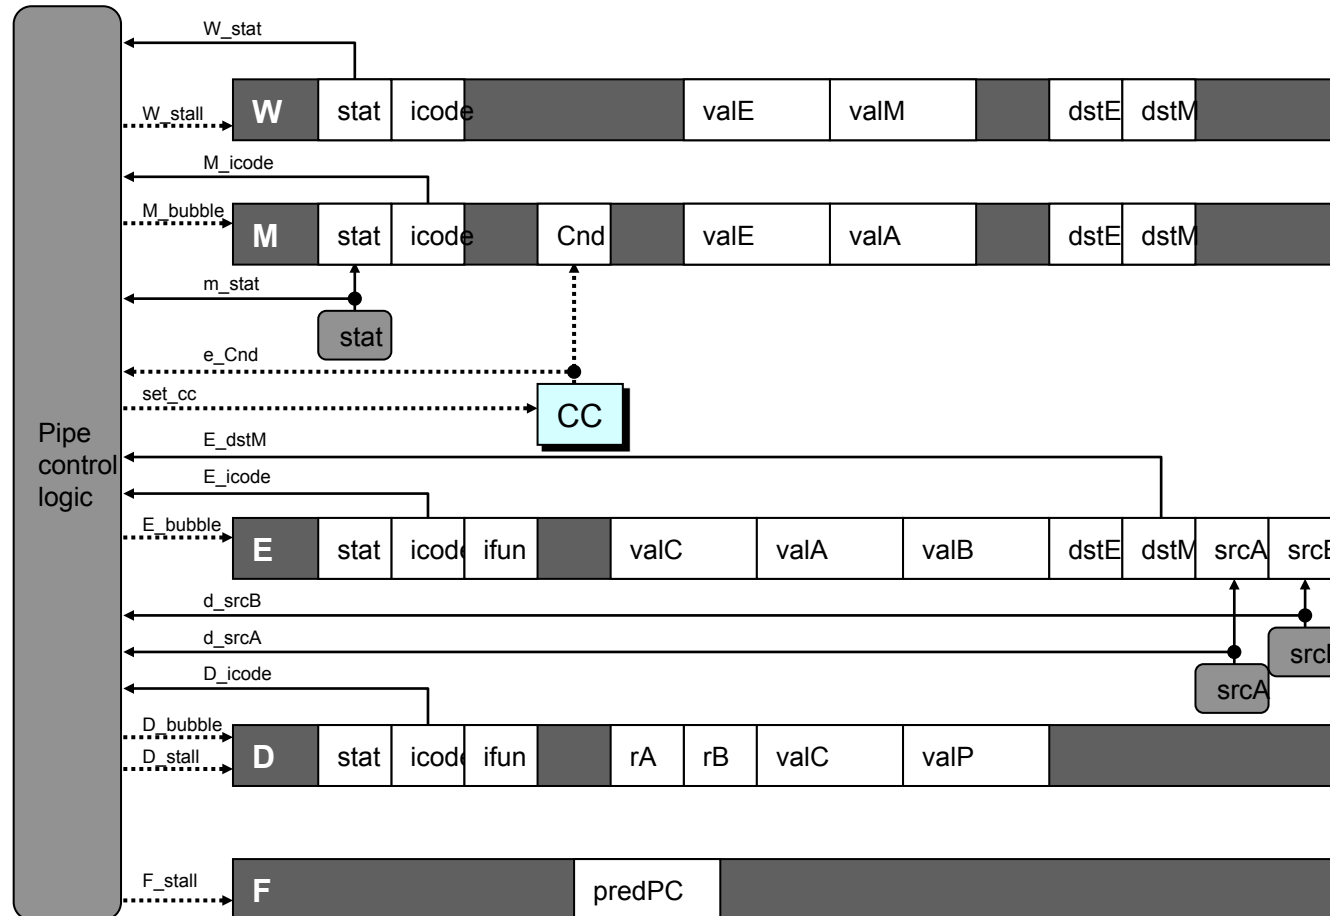 W_stat
W_stall
W stat icode valE valM dstE dstM
M_icode
M_bubble
M stat icode Cnd valE valA dstE dstM
m_stat
stat
e_Cnd
set_cc
CC
Pipe
control
logic
E_dstM
E_icode
E_bubble
E stat icode ifun valC valA valB dstE dstM srcA srcB
d_srcB
d_srcA
srcB
srcA
D_icode
D_bubble
D_stall
D stat icode ifun rA rB valC valP
F_stall
F predPC